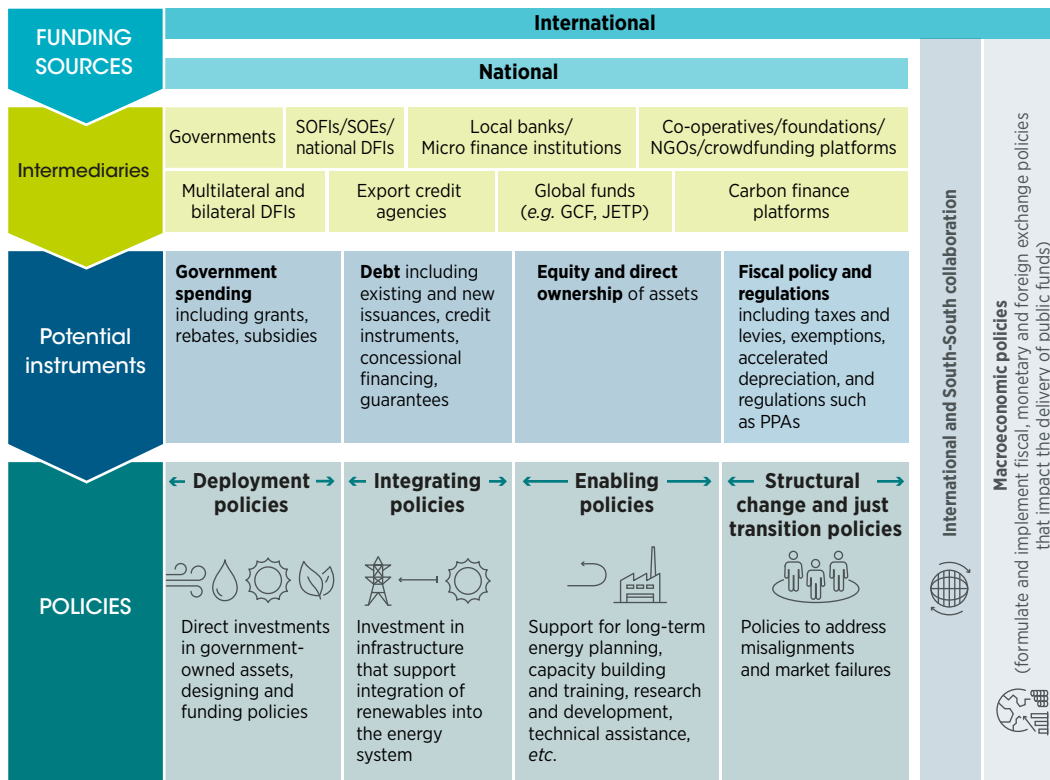 FUNDING
SOURCES
International
National
Intermediaries
Governments
SOFIs/SOEs/
national DFIs
Local banks/
Micro finance institutions
Co-operatives/foundations/
NGOs/crowdfunding platforms
Multilateral and
bilateral DFIs
Export credit
agencies
Global funds
(e.g. GCF, JETP)
Carbon finance
platforms
Potential
instruments
Government
spending
including grants,
rebates, subsidies
Debt including
existing and new
issuances, credit
instruments,
concessional
financing,
guarantees
Equity and direct
ownership of assets
Fiscal policy and
regulations
including taxes and
levies, exemptions,
accelerated
depreciation, and
regulations such
as PPAs
POLICIES
Deployment
policies
Direct investments
in government-
owned assets,
designing and
funding policies
Integrating
policies
Investment in
infrastructure
that support
integration of
renewables into
the energy
system
Enabling
policies
Support for long-term
energy planning,
capacity building
and training, research
and development,
technical assistance,
etc.
Structural
change and just
transition policies
Policies to address
misalignments
and market failures
International and South-South collaboration
Macroeconomic policies
(formulate and implement fiscal, monetary and foreign exchange policies
that impact the delivery of public funds)